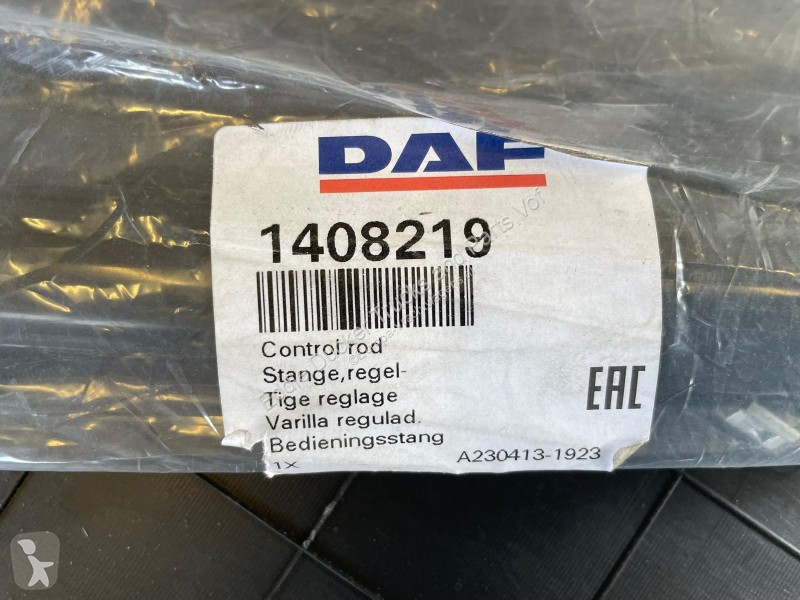 DAF
1408219
Control rod
Stange,regel-
Tige reglage
Varilla regulad.
Bedieningsstang
1X
A230413-1923
EAC